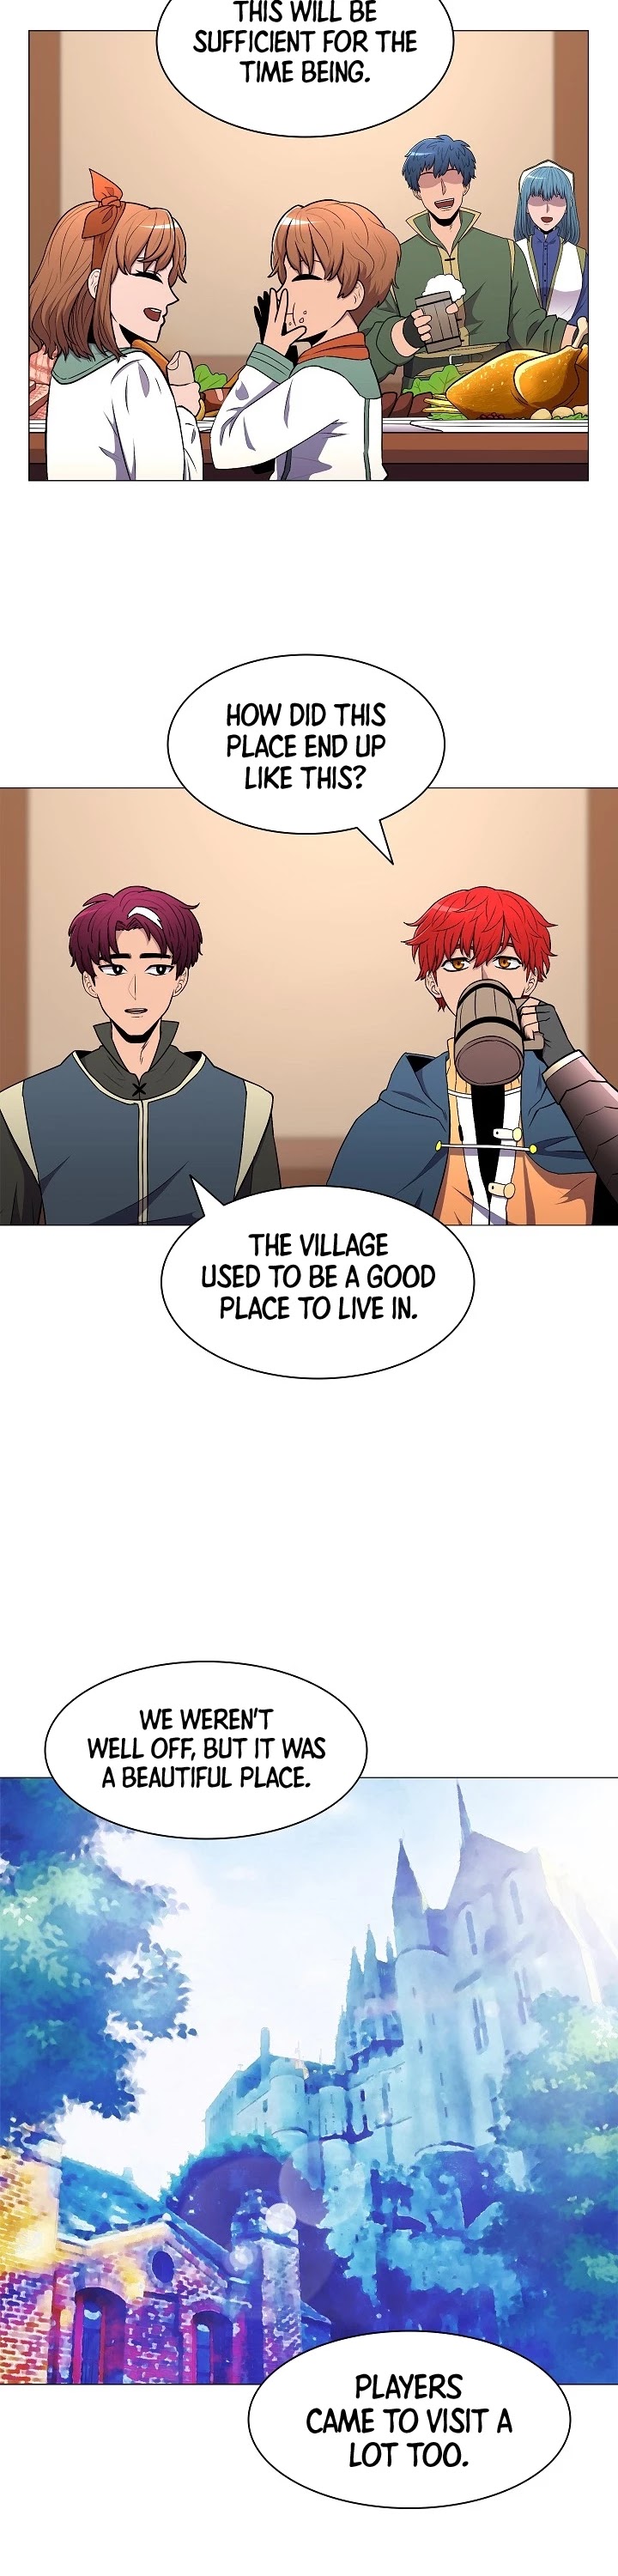 THIS WILL BE
SUFFICIENT FOR THE
TIME BEING.
HOW DID THIS
PLACE END UP
LIKE THIS?
THE VILLAGE
USED TO BE A GOOD
PLACE TO LIVE IN.
WE WEREN'T
WELL OFF, BUT IT WAS
A BEAUTIFUL PLACE.
PLAYERS
CAME TO VISIT A
LOT TOO.